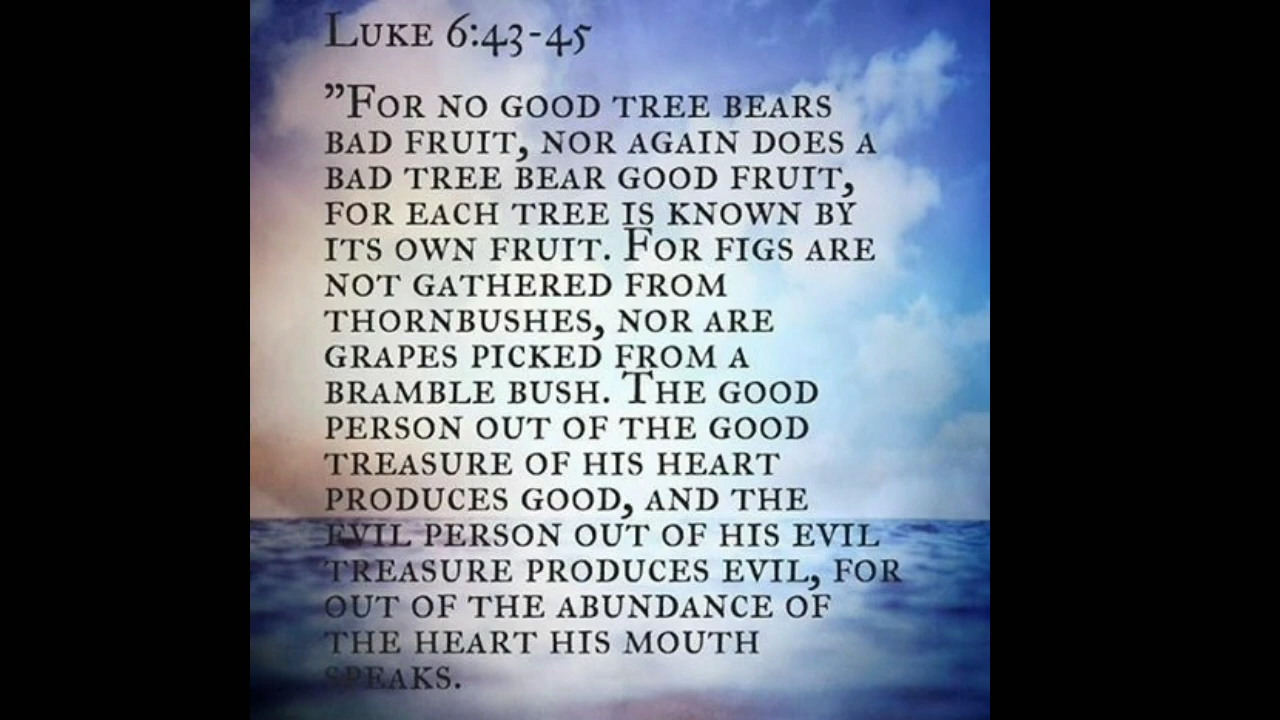 Luke 6:43-45
”For no good tree bears
bad fruit, nor again does a
bad tree bear good fruit,
for each tree is known by
its own fruit. For figs are
not gathered from
thornbushes, nor are
grapes picked from a
bramble bush. The good
person out of the good
treasure of his heart
produces good, and the
evil person out of his evil
treasure produces evil, for
out of the abundance of
the heart his mouth
speaks.